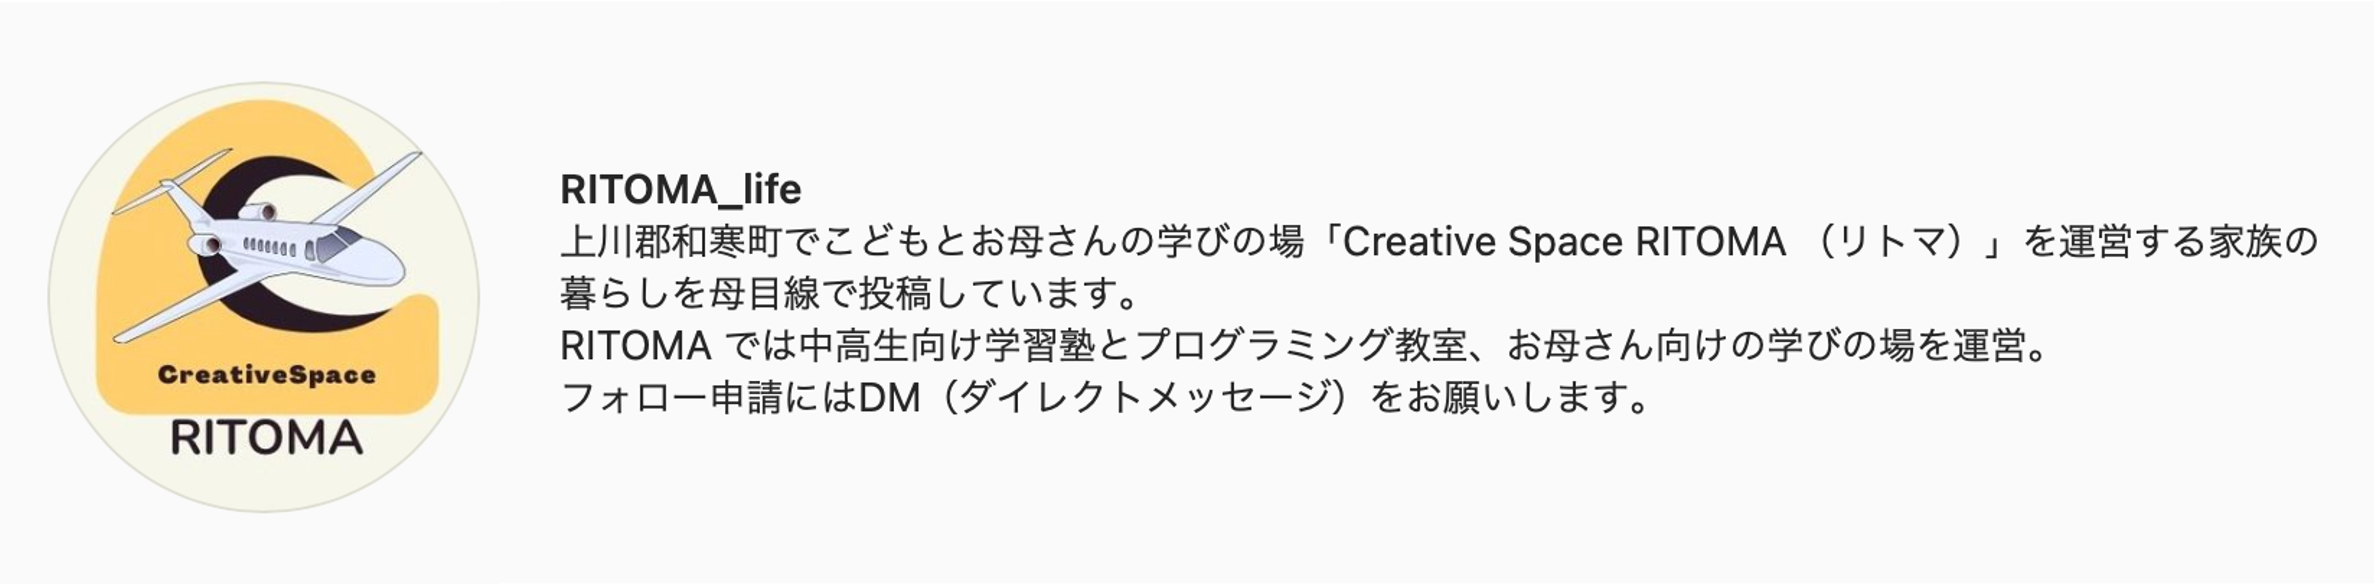 CreativeSpace
RITOMA
RITOMA_life
上川郡和寒町でこどもとお母さんの学びの場「Creative Space RITOMA （リトマ）」を運営する家族の
暮らしを母目線で投稿しています。
RITOMA では中高生向け学習塾とプログラミング教室、お母さん向けの学びの場を運営。
フォロー申請にはDM（ダイレクトメッセージ）をお願いします。